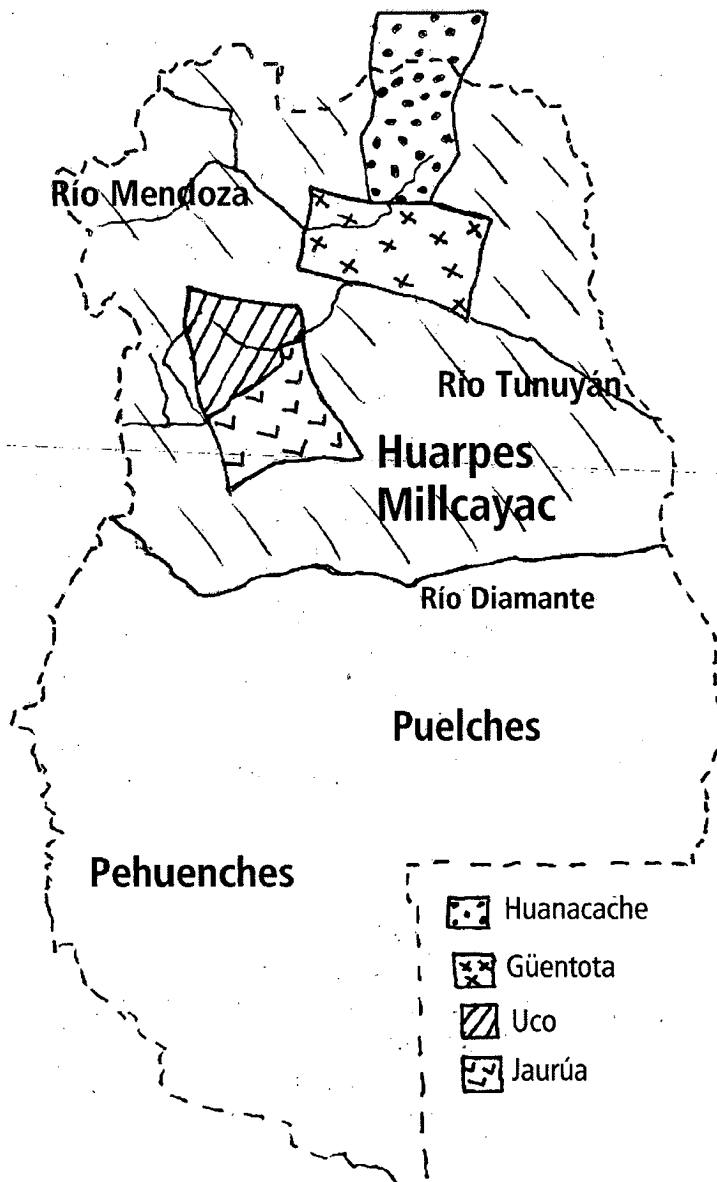 Río Mendoza
Río Tunuyán
Huarpes
Millcayac
Río Diamante
Puelches
Pehuenches
Huanacache
Güentota
Uco
Jaurúa